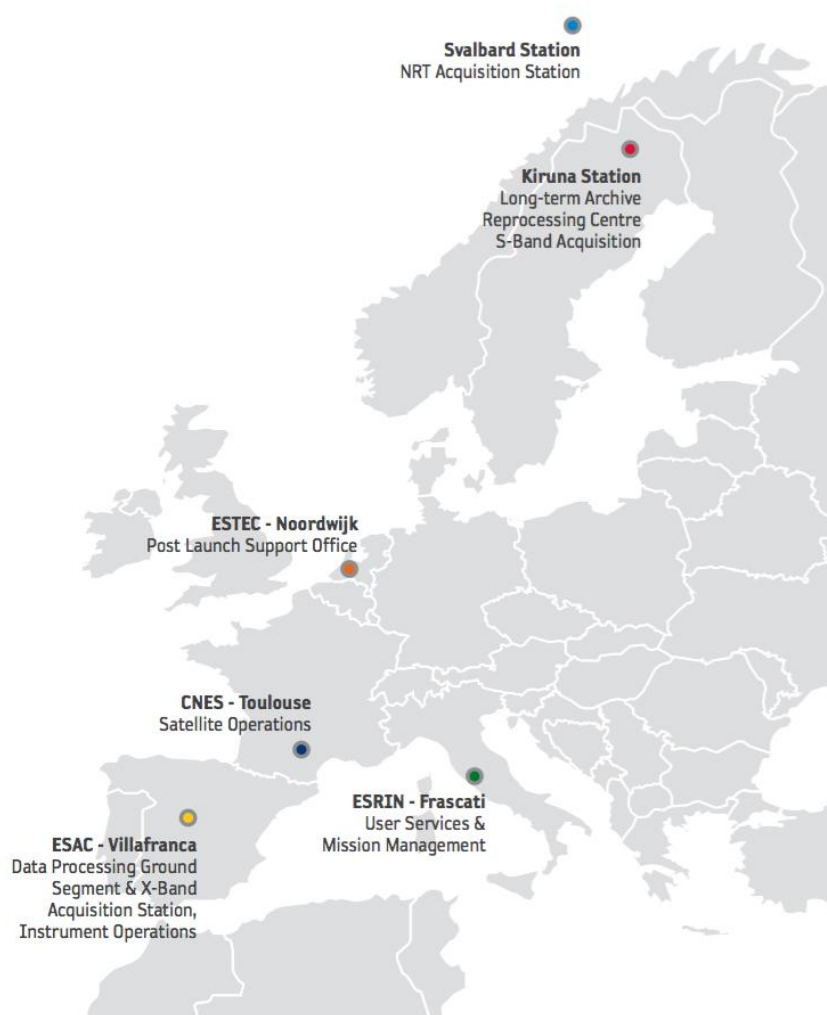 Svalbard Station
NRT Acquisition Station
Kiruna Station
Long-term Archive
Reprocessing Centre
S-Band Acquisition
ESTEC - Noordwijk
Post Launch Support Office
CNES - Toulouse
Satellite Operations
ESRIN - Frascati
User Services &
Mission Management
ESAC - Villafranca
Data Processing Ground
Segment & X-Band
Acquisition Station,
Instrument Operations